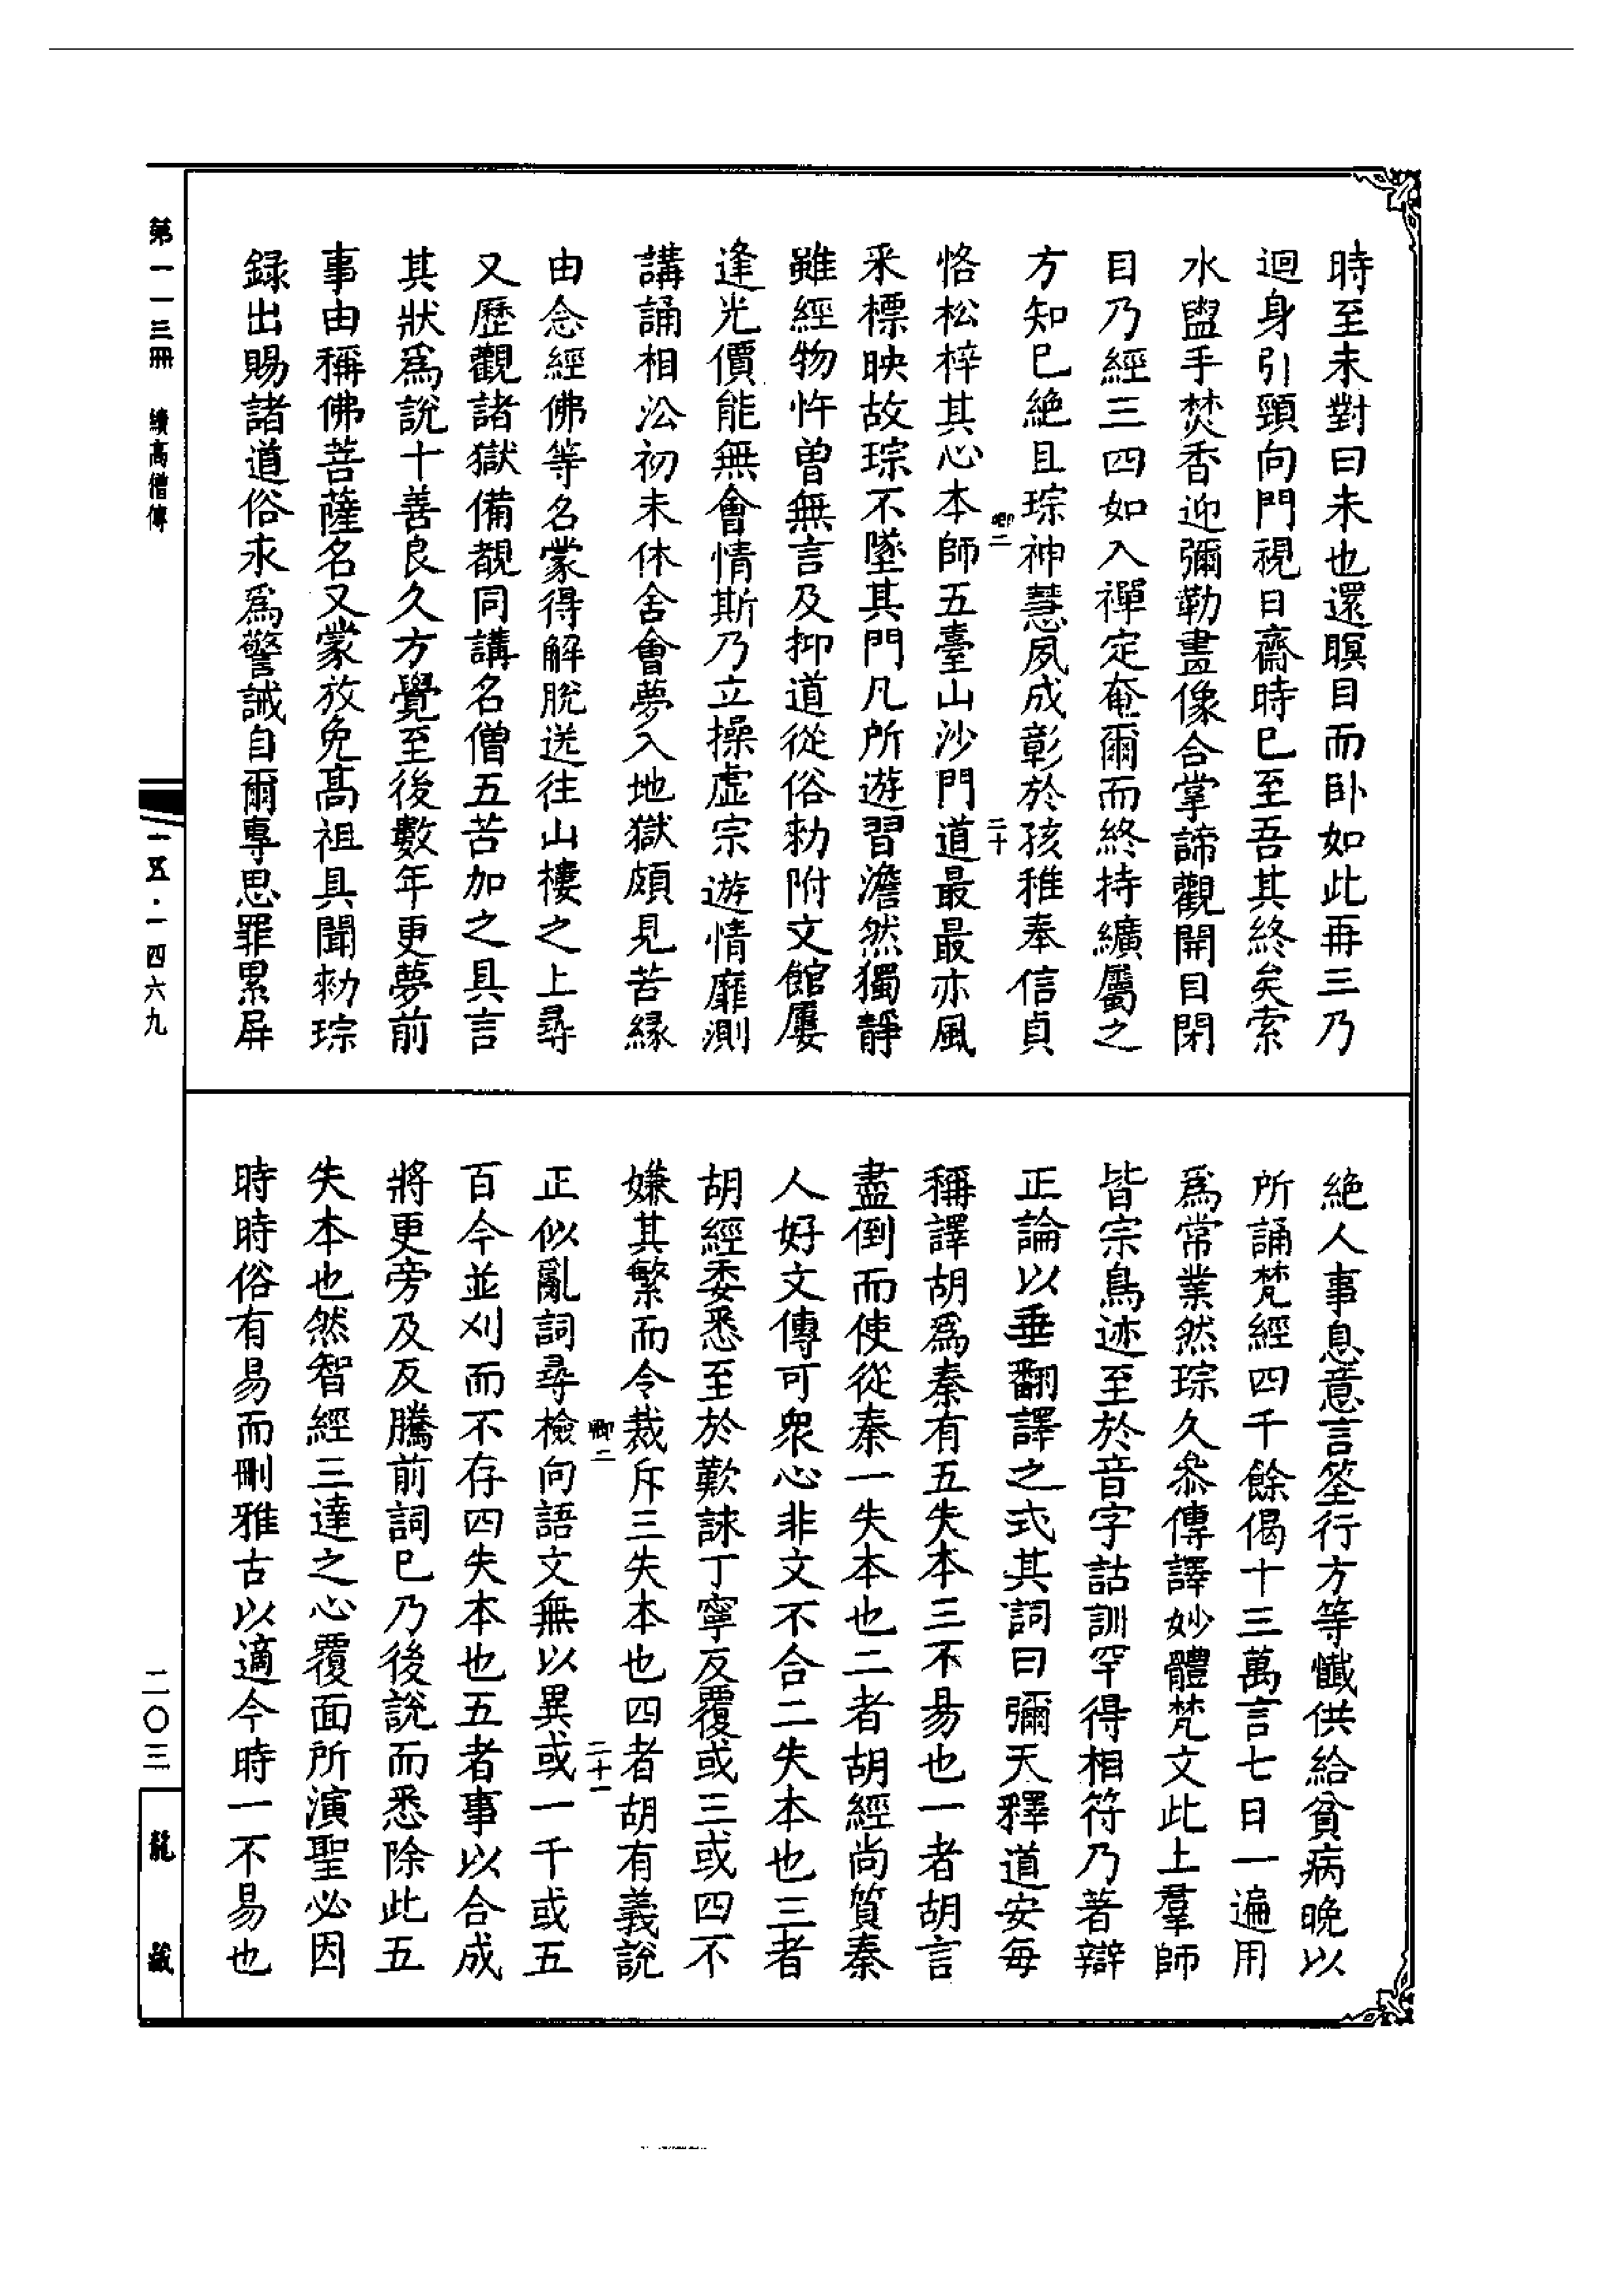 時至未對曰未也還瞑目而卧如此再三乃
迴身引頸向門視日齋時已至吾其終矣索
水盥手焚香迎彌勒畫像合掌諦觀開目閉
目乃經三四如入禪定奄爾而終持纊屬之
方知已絶且琮神慧夙成彰於孩稚奉信貞
卿二
二十
恪松梓其心本師五臺山沙門道最最亦風
釆標映故琮不墜其門凡所遊習澹然獨靜
雖經物忤曽無言及抑道從俗勑附文館屢
逢光價能無會情斯乃立操虛宗遊情靡測
講誦相㳂初未休舍會夢入地獄頗見苦緣
由念經佛等名蒙得解脫送往山樓之上尋
又歷觀諸獄備覩同講名僧五苦加之具言
其狀爲說十善良久方覺至後數年更夢前
事由稱佛菩薩名又蒙放免高祖具聞勑琮
録出賜諸道俗永爲警誡自爾專思罪累屏
絶人事息意言筌行方等懺供給貧病晚以
所誦梵經四千餘偈十三萬言七日一遍用
爲常業然琮久叅傳譯妙體梵文此上羣師
皆宗鳥迹至於音字詁訓罕得相符乃著辯
正論以垂翻譯之式其詞曰彌天釋道安每
稱譯胡爲秦有五失本三不易也一者胡言
盡倒而使從秦一失本也二者胡經尚質秦
人好文傳可衆心非文不合二失本也三者
胡經委悉至於歎詠丁寧反覆或三或四不
嫌其繁而令裁斥三失本也四者胡有義說
卿二
二十一
正似亂詞尋檢向語文無以異或一千或五
百今並刈而不存四失本也五者事以合成
將更旁及反騰前詞已乃後說而悉除此五
失本也然智經三達之心覆面所演聖必因
時時俗有易而刪雅古以適今時一不易也
第一一三冊 續高僧傳
一五·一四六九
二〇三
龍藏